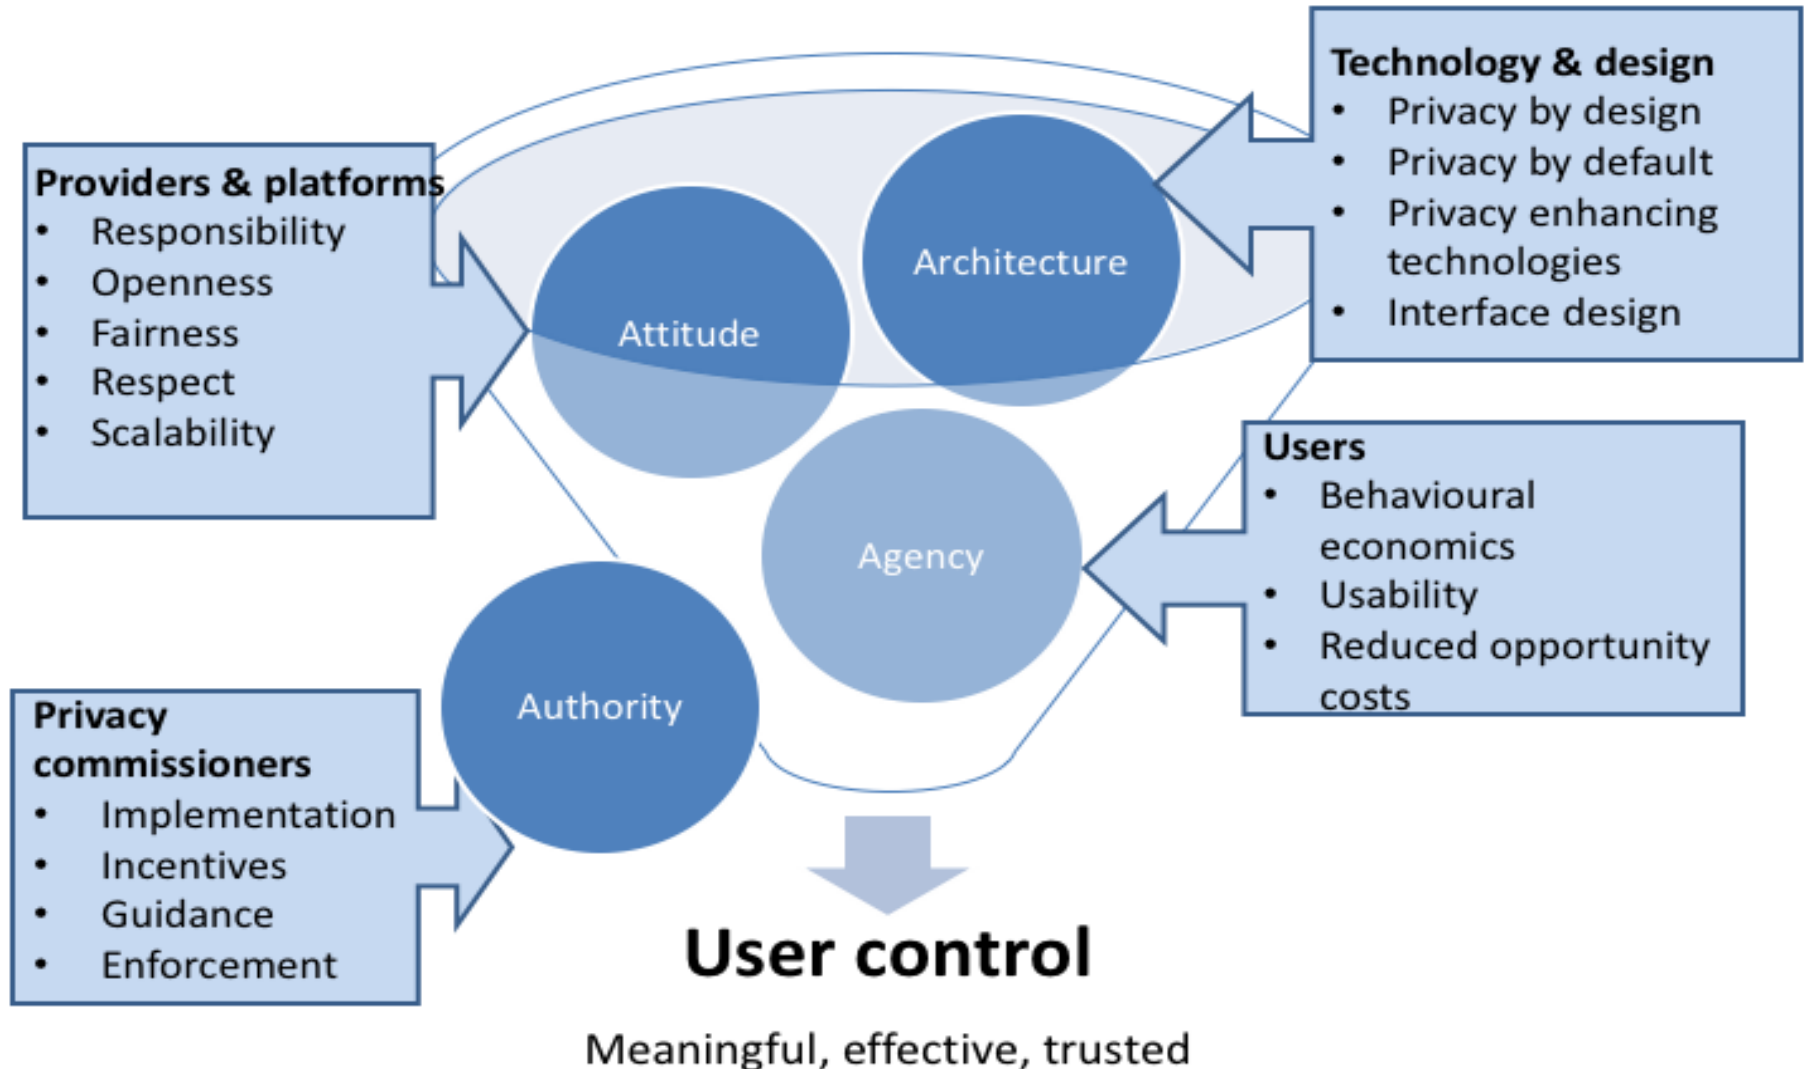 Technology & design
• Privacy by design
• Privacy by default
• Privacy enhancing
technologies
• Interface design
Providers & platforms
• Responsibility
• Openness
• Fairness
• Respect
• Scalability
Architecture
Attitude
Users
• Behavioural
economics
• Usability
• Reduced opportunity
costs
Agency
Authority
Privacy
commissioners
• Implementation
• Incentives
• Guidance
• Enforcement
User control
Meaningful, effective, trusted